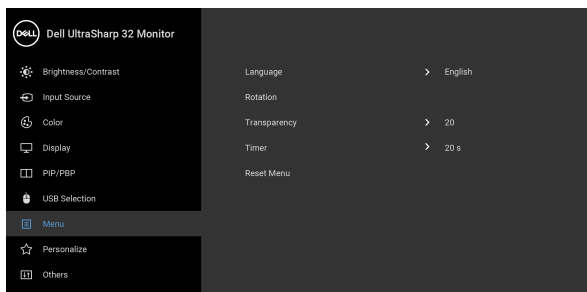 DELL Dell UltraSharp 32 Monitor
Brightness/Contrast
Input Source
Color
Display
PIP/PBP
USB Selection
Menu
Personalize
Others
Language > English
Rotation
Transparency > 20
Timer > 20 s
Reset Menu